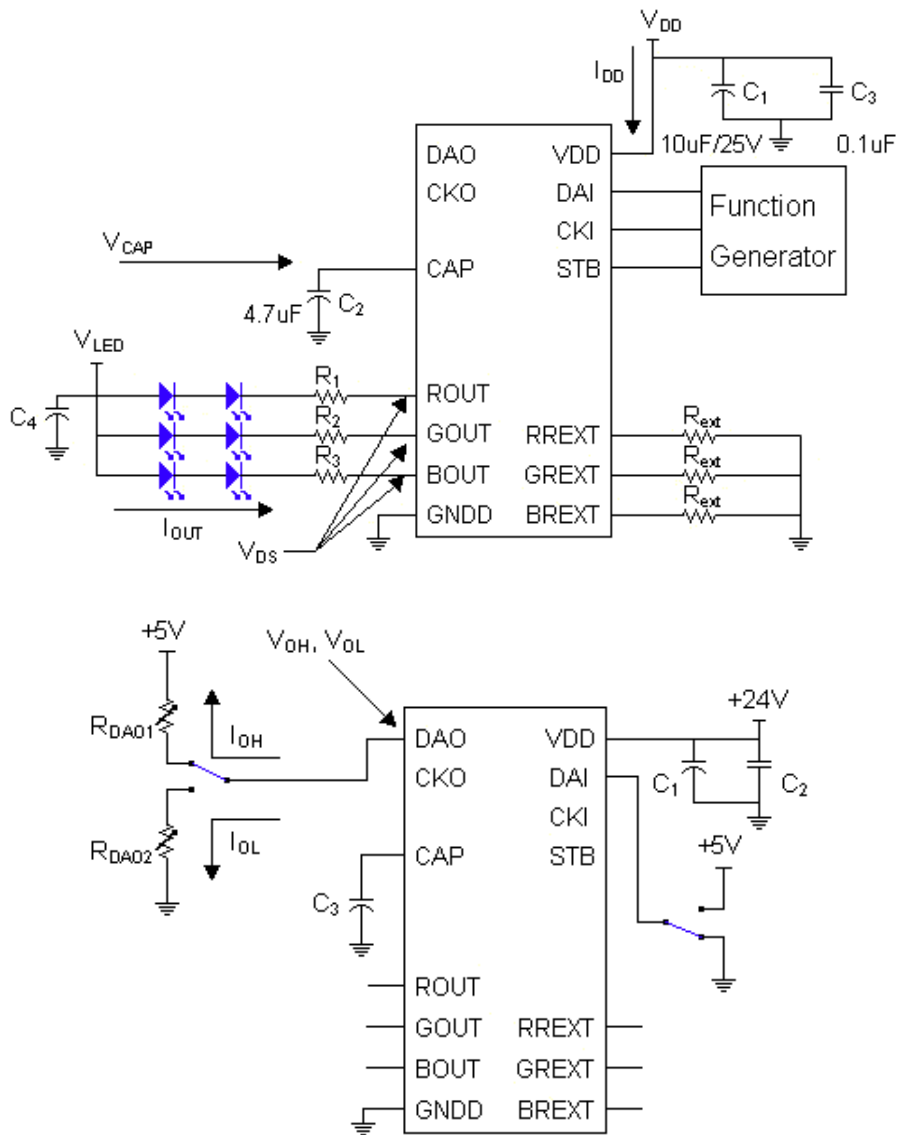 VDD
IDD
C1
C3
10uF/25V
0.1uF
DAO
VDD
CKO
DAI
CKI
Function
Generator
VCAP
CAP
STB
4.7uF
C2
VLED
C4
R1
ROUT
R2
GOUT
RREXT
Rext
R3
BOUT
GREXT
Rext
IOUT
GNDD
BREXT
Rext
VDS
+5V
VOH, VOL
RDAO1
IOH
DAO
VDD
+24V
CKO
DAI
C1
C2
CKI
RDAO2
IOL
CAP
STB
+5V
C3
ROUT
GOUT
RREXT
BOUT
GREXT
GNDD
BREXT